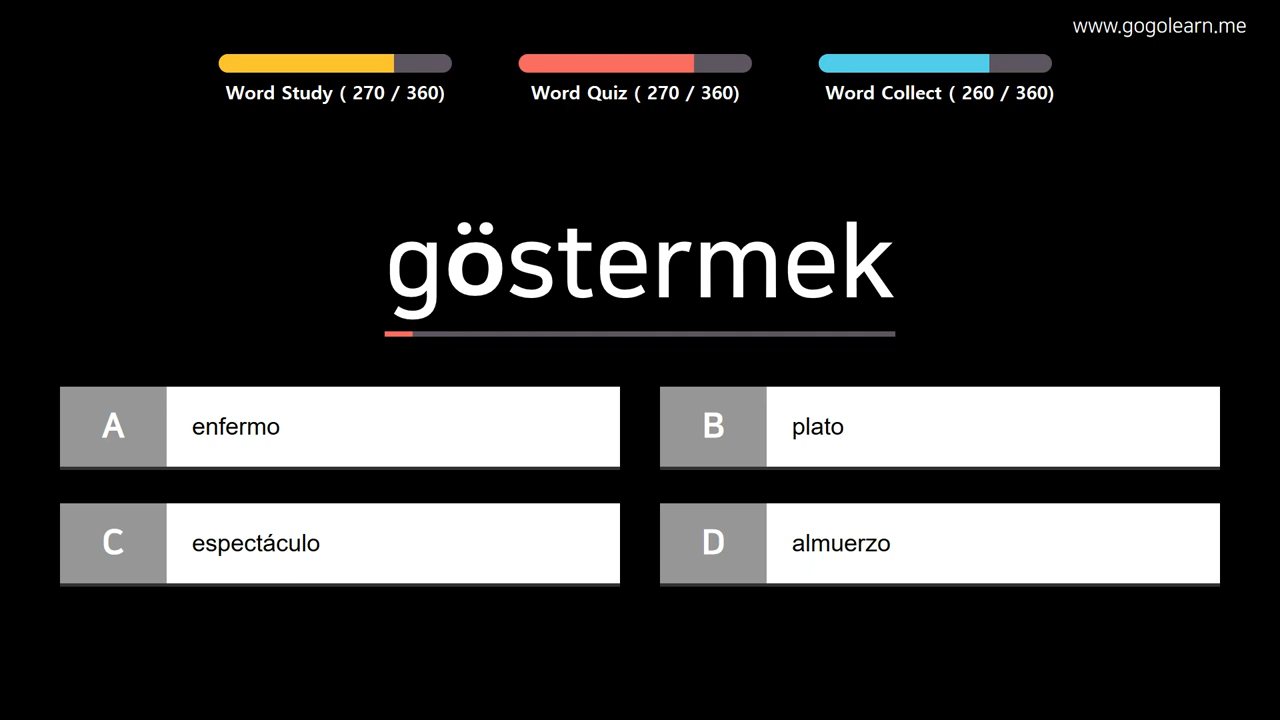 www.gogolearn.me
Word Study ( 270 / 360)
Word Quiz ( 270 / 360)
Word Collect ( 260 / 360)
göstermek
A
enfermo
B
plato
C
espectáculo
D
almuerzo